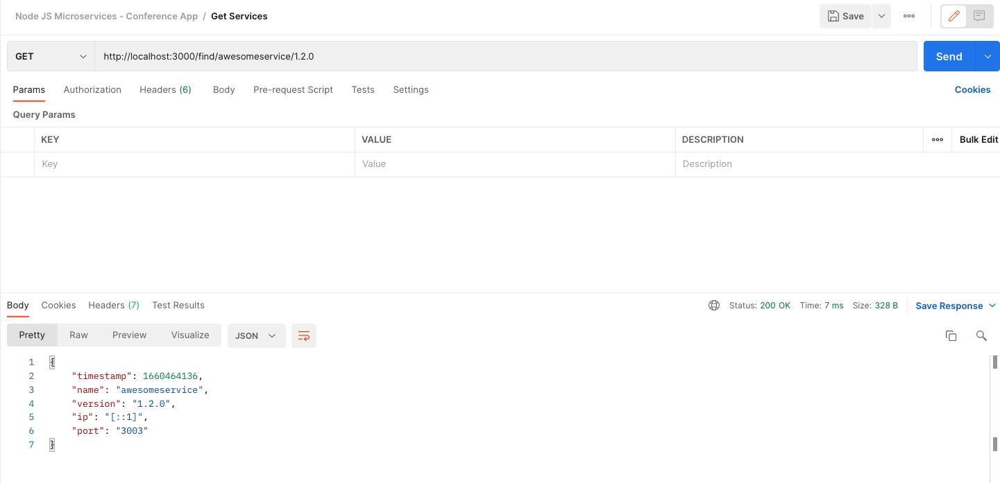 Node JS Microservices - Conference App / Get Services
Save
GET
http://localhost:3000/find/awesomeservice/1.2.0
Send
Params Authorization Headers (6) Body Pre-request Script Tests Settings
Cookies
Query Params
KEY VALUE DESCRIPTION Bulk Edit
Key Value Description
Body Cookies Headers (7) Test Results
Status: 200 OK Time: 7 ms Size: 328 B Save Response
Pretty Raw Preview Visualize JSON
1 {
2 "timestamp": 1660464136,
3 "name": "awesomeservice",
4 "version": "1.2.0",
5 "ip": "[::1]",
6 "port": "3003"
7 }